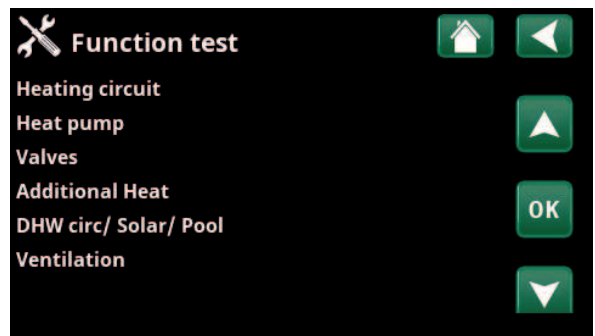 Function test
Heating circuit
Heat pump
Valves
Additional Heat
DHW circ/ Solar/ Pool
Ventilation
OK